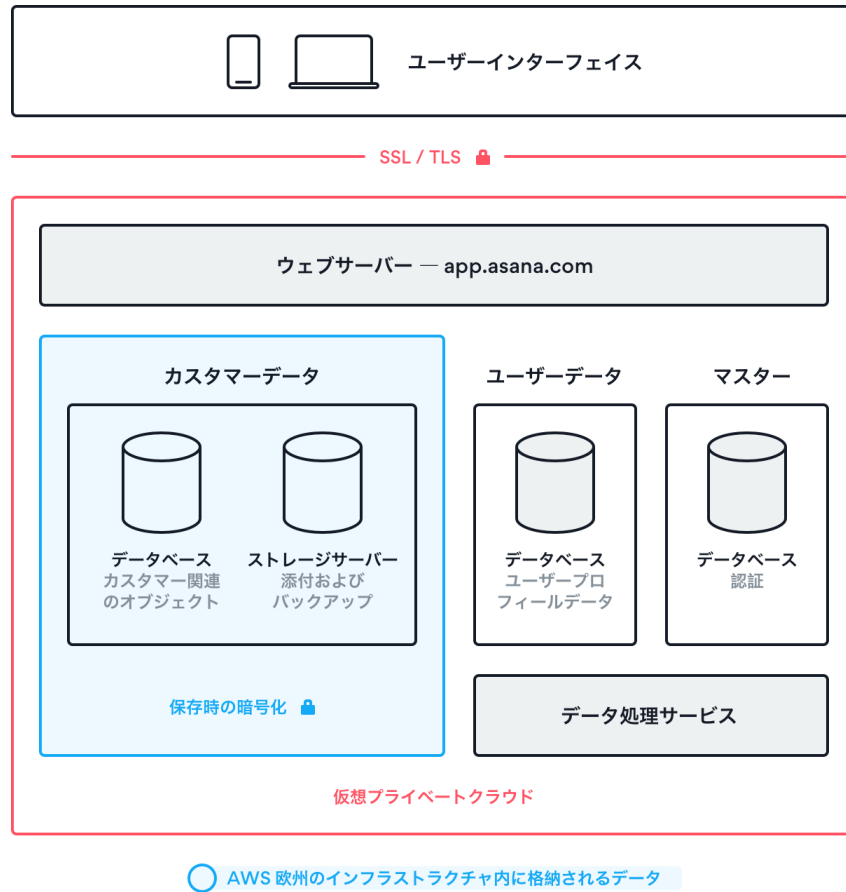 ユーザーインターフェイス
SSL / TLS
ウェブサーバー — app.asana.com
カスタマーデータ
ユーザーデータ
マスター
データベース
カスタマー関連
のオブジェクト
ストレージサーバー
添付および
バックアップ
データベース
ユーザープロ
フィールデータ
データベース
認証
保存時の暗号化
データ処理サービス
仮想プライベートクラウド
AWS 欧州のインフラストラクチャ内に格納されるデータ